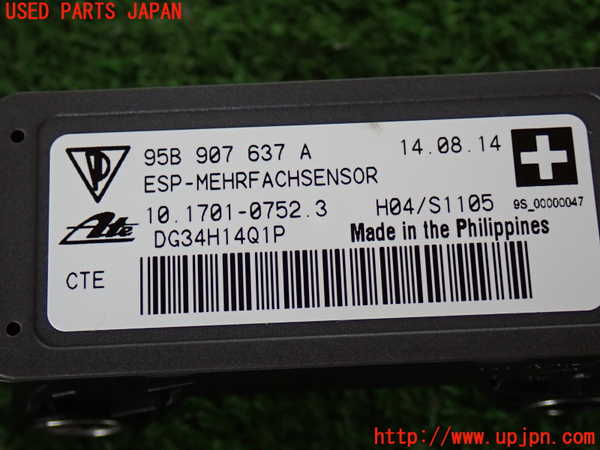 USED PARTS JAPAN
95B 907 637 A
14.08.14
ESP-MEHRFACHSENSOR
Ate
10.1701-0752.3
H04/S1105
9S_00000047
DG34H14Q1P
Made in the Philippines
CTE
http://www.upjpn.com/